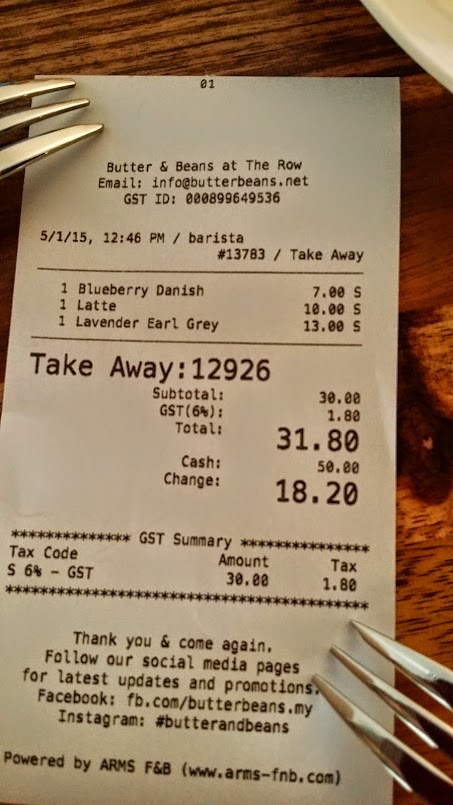 01
Butter & Beans at The Row
Email: info@butterbeans.net
GST ID: 000899649536
5/1/15, 12:46 PM / barista
#13783 / Take Away
1 Blueberry Danish 7.00 S
1 Latte 10.00 S
1 Lavender Earl Grey 13.00 S
Take Away:12926
Subtotal: 30.00
GST(6%): 1.80
Total: 31.80
Cash: 50.00
Change: 18.20
************** GST Summary ***************
Tax Code Amount Tax
S 6% - GST 30.00 1.80
******************************************
Thank you & come again.
Follow our social media pages
for latest updates and promotions.
Facebook: fb.com/butterbeans.my
Instagram: #butterandbeans
Powered by ARMS F&B (www.arms-fnb.com)